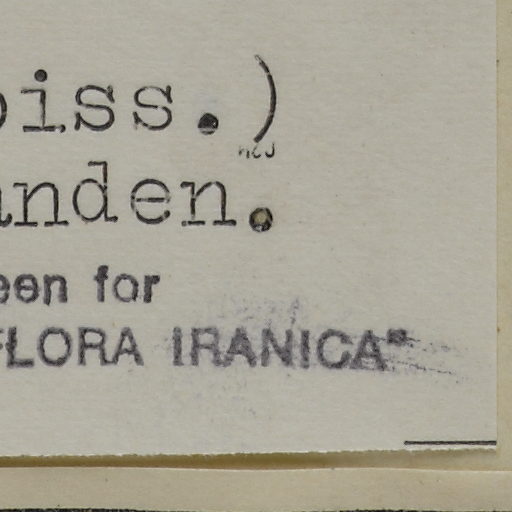 oiss.)
anden.
een for
FLORA IRANICA"